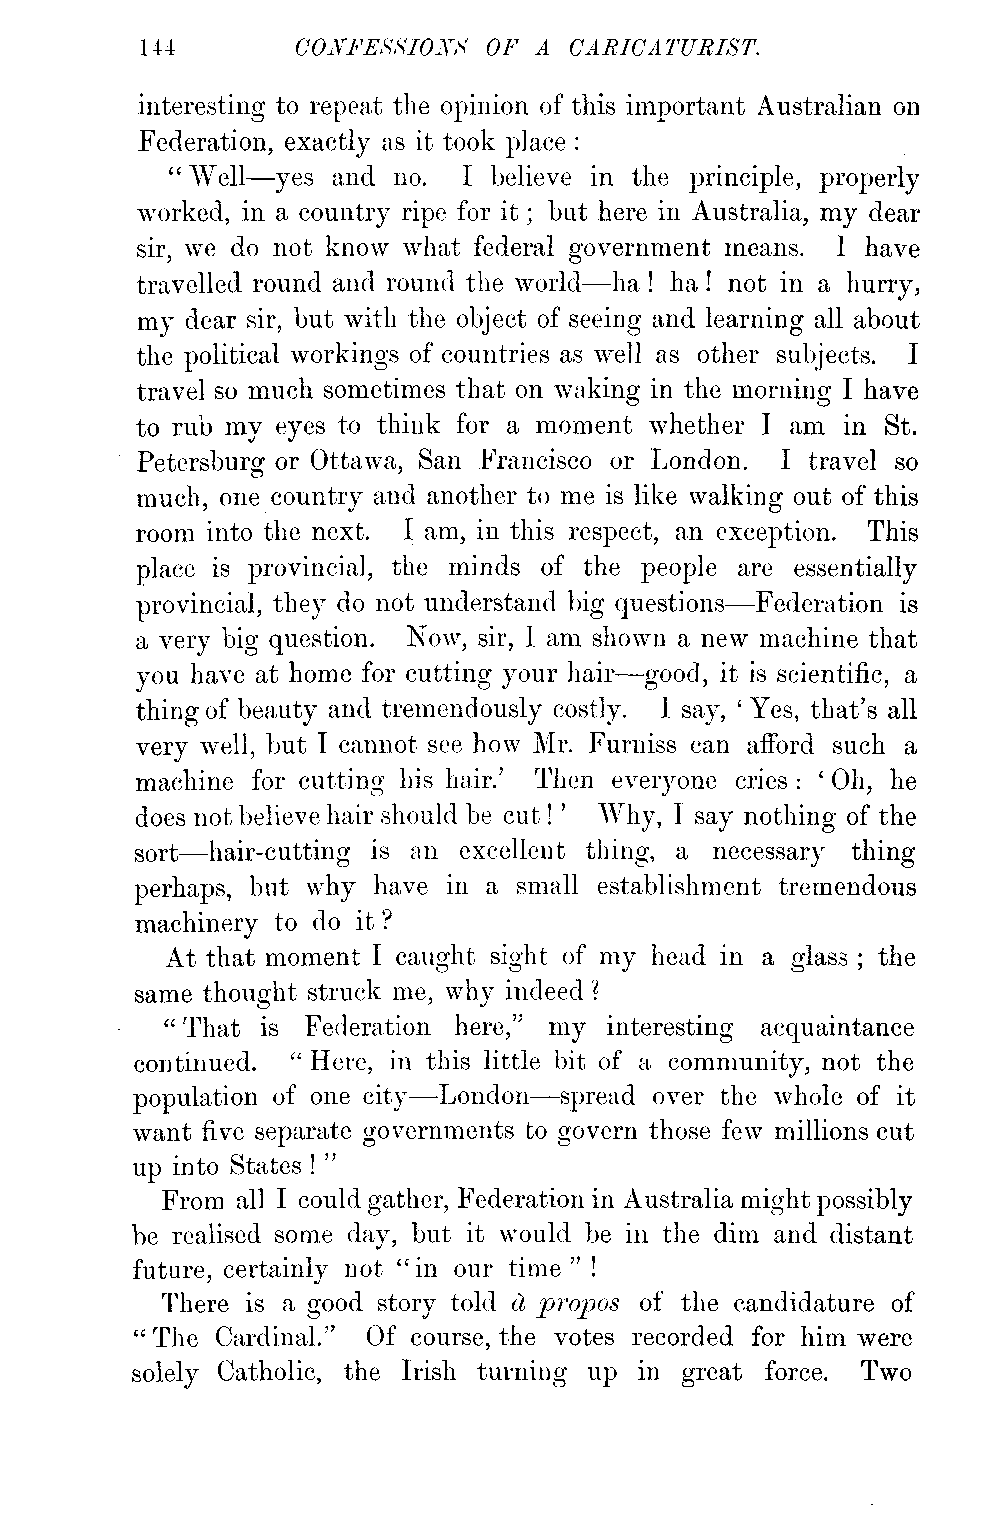 144 CONFESSIONS OF A CARICATURIST.
interesting to repeat the opinion of this important Australian on
Federation, exactly as it took place :
“ Well—yes and no. I believe in the principle, properly
worked, in a country ripe for it ; but here in Australia, my dear
sir, we do not know what federal government means. I have
travelled round and round the world—ha ! ha ! not in a hurry,
my dear sir, but with the object of seeing and learning all about
the political workings of countries as well as other subjects. I
travel so much sometimes that on waking in the morning I have
to rub my eyes to think for a moment whether I am in St.
Petersburg or Ottawa, San Francisco or London. I travel so
much, one country and another to me is like walking out of this
room into the next. I am, in this respect, an exception. This
place is provincial, the minds of the people are essentially
provincial, they do not understand big questions—Federation is
a very big question. Now, sir, I am shown a new machine that
you have at home for cutting your hair—good, it is scientific, a
thing of beauty and tremendously costly. I say, ‘ Yes, that’s all
very well, but I cannot see how Mr. Furniss can afford such a
machine for cutting his hair.’ Then everyone cries : ‘ Oh, he
does not believe hair should be cut ! ’ Why, I say nothing of the
sort—hair-cutting is an excellent thing, a necessary thing
perhaps, but why have in a small establishment tremendous
machinery to do it ?
At that moment I caught sight of my head in a glass ; the
same thought struck me, why indeed ?
“ That is Federation here,” my interesting acquaintance
continued. “ Here, in this little bit of a community, not the
population of one city—London—spread over the whole of it
want five separate governments to govern those few millions cut
up into States ! ”
From all I could gather, Federation in Australia might possibly
be realised some day, but it would be in the dim and distant
future, certainly not “ in our time ” !
There is a good story told à propos of the candidature of
“ The Cardinal.” Of course, the votes recorded for him were
solely Catholic, the Irish turning up in great force. Two